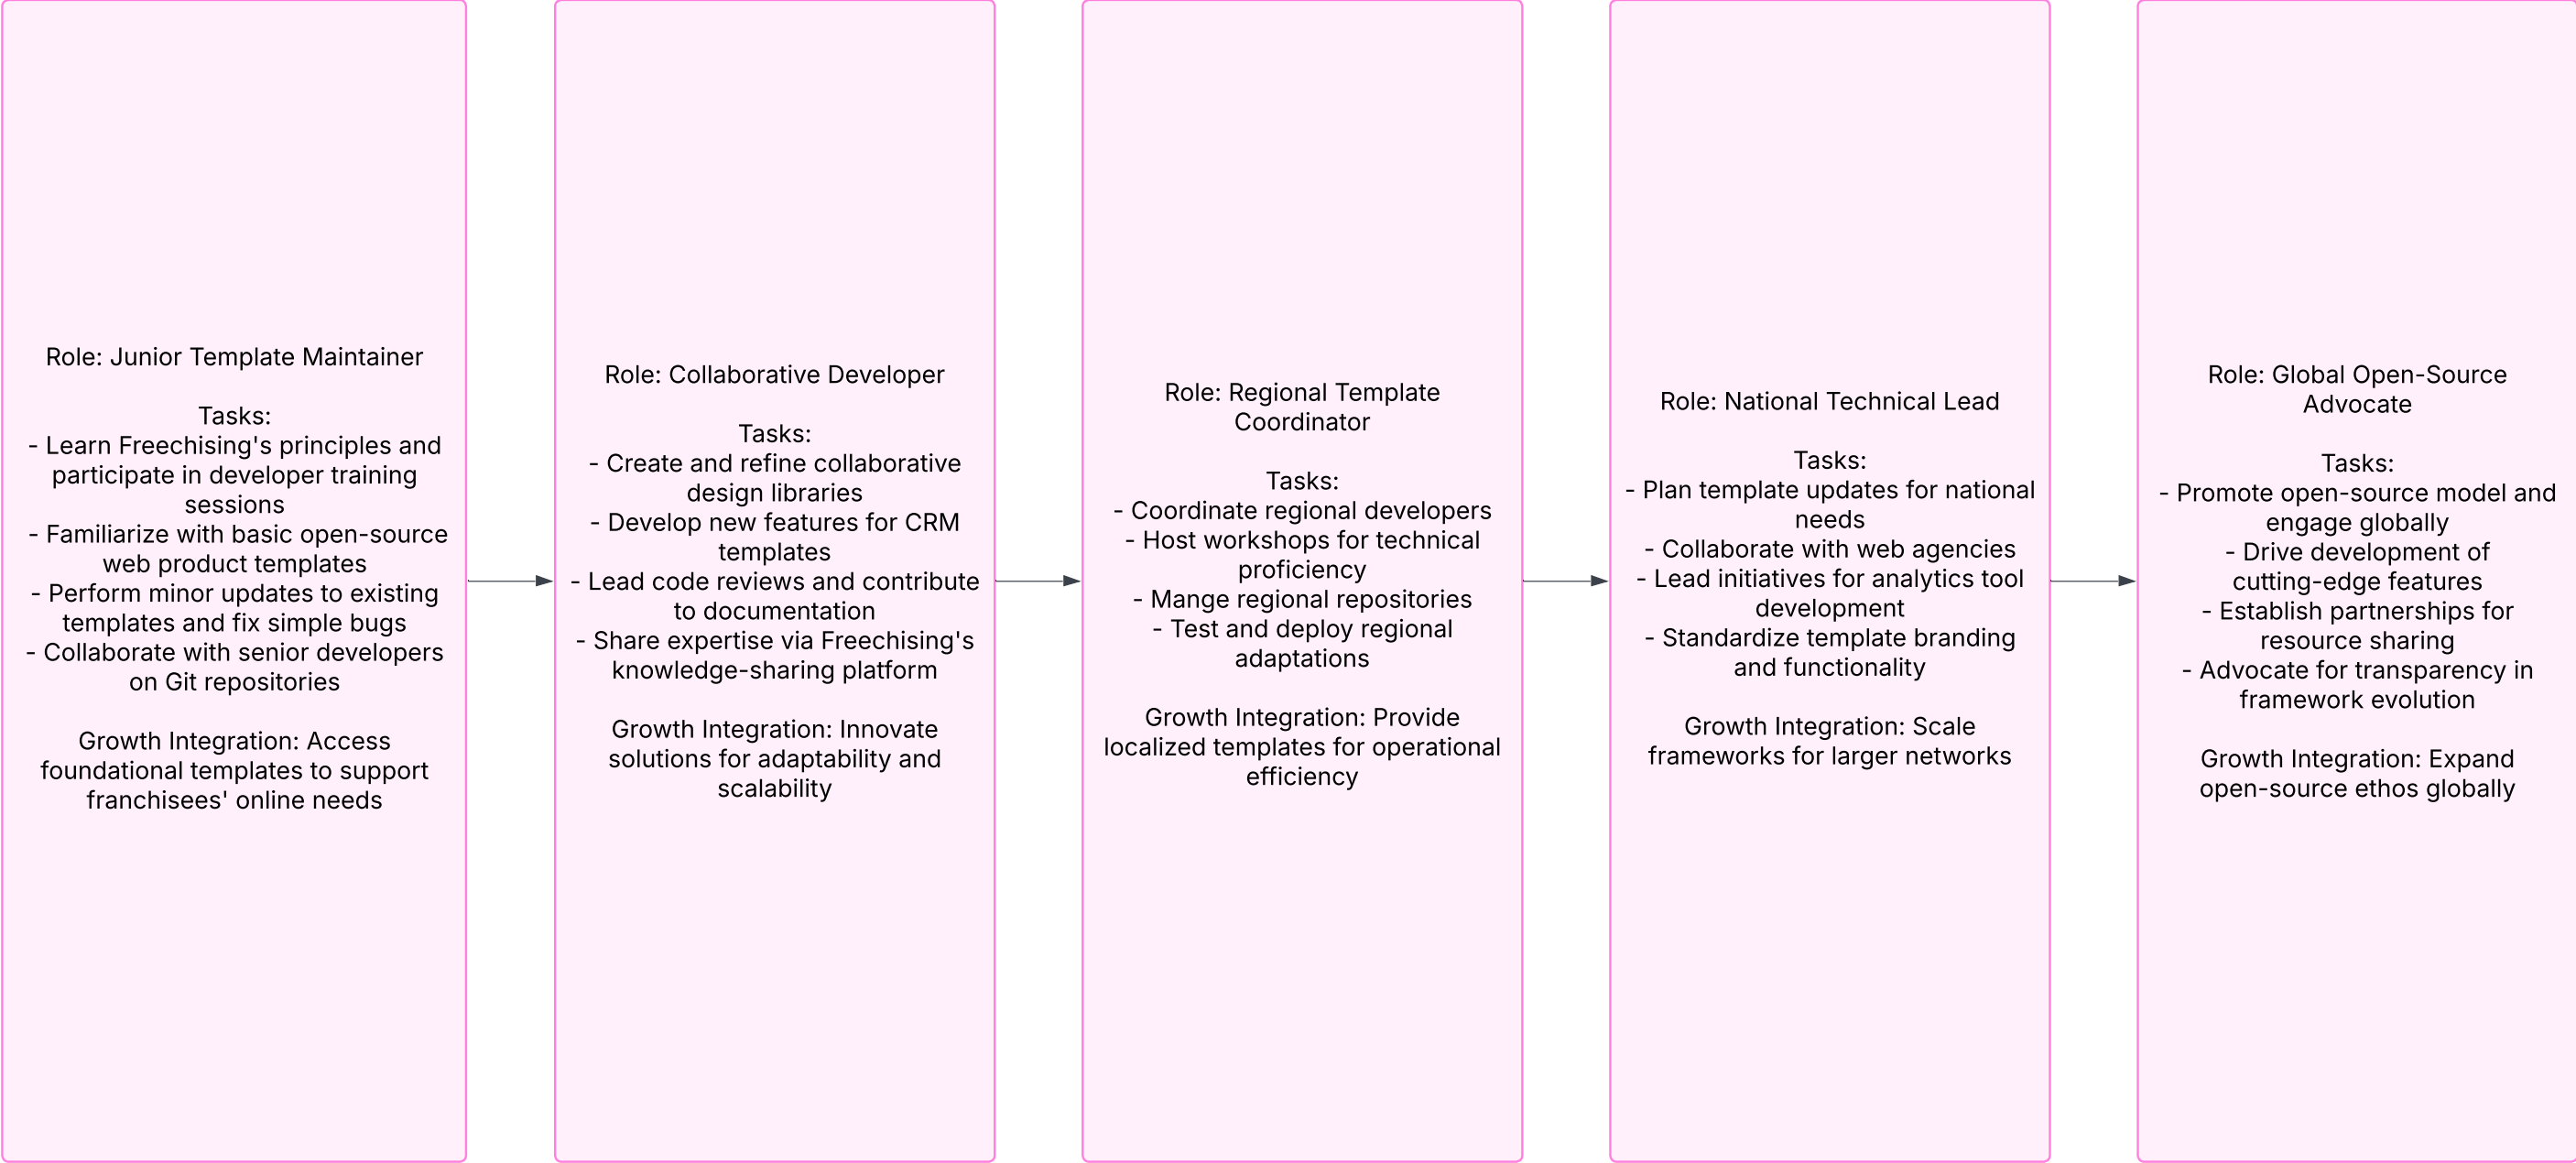 Role: Junior Template Maintainer
Tasks:
- Learn Freechising's principles and
participate in developer training
sessions
- Familiarize with basic open-source
web product templates
- Perform minor updates to existing
templates and fix simple bugs
- Collaborate with senior developers
on Git repositories
Growth Integration: Access
foundational templates to support
franchisees' online needs
Role: Collaborative Developer
Tasks:
- Create and refine collaborative
design libraries
- Develop new features for CRM
templates
- Lead code reviews and contribute
to documentation
- Share expertise via Freechising's
knowledge-sharing platform
Growth Integration: Innovate
solutions for adaptability and
scalability
Role: Regional Template
Coordinator
Tasks:
- Coordinate regional developers
- Host workshops for technical
proficiency
- Mange regional repositories
- Test and deploy regional
adaptations
Growth Integration: Provide
localized templates for operational
efficiency
Role: National Technical Lead
Tasks:
- Plan template updates for national
needs
- Collaborate with web agencies
- Lead initiatives for analytics tool
development
- Standardize template branding
and functionality
Growth Integration: Scale
frameworks for larger networks
Role: Global Open-Source
Advocate
Tasks:
- Promote open-source model and
engage globally
- Drive development of
cutting-edge features
- Establish partnerships for
resource sharing
- Advocate for transparency in
framework evolution
Growth Integration: Expand
open-source ethos globally